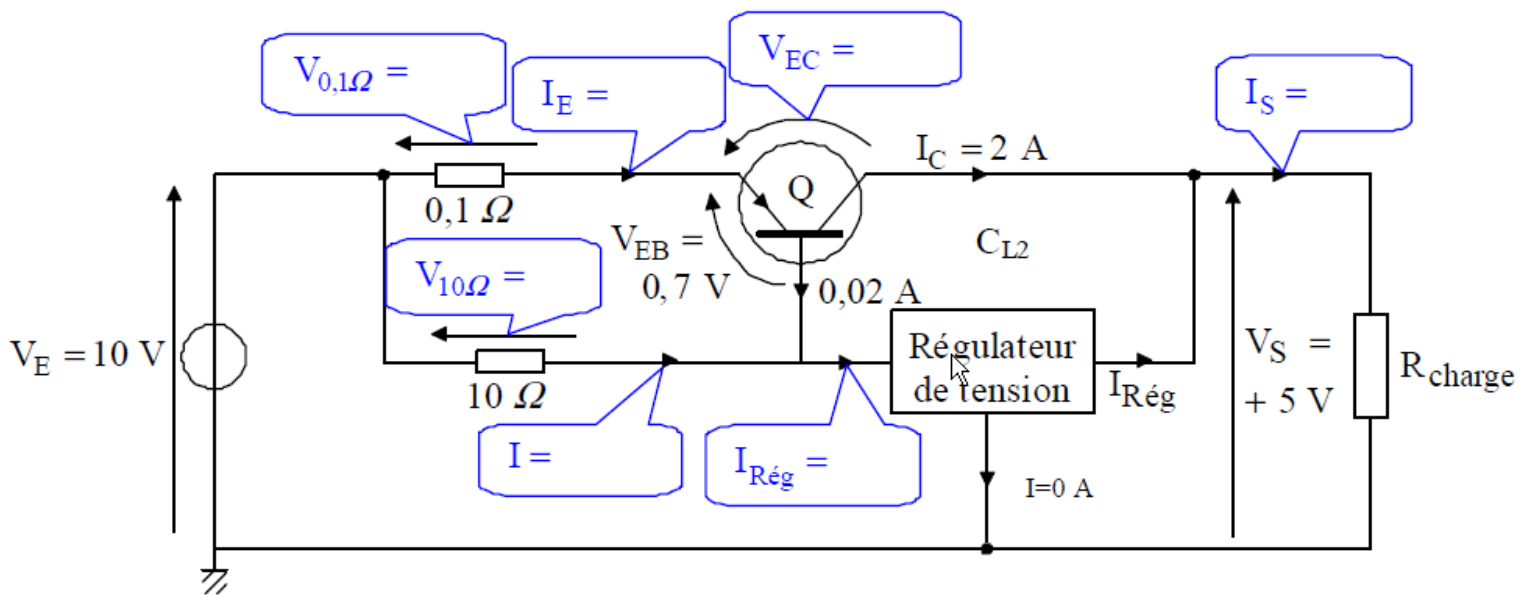 V0,1Ω =
IE =
VEC =
IS =
IC = 2 A
Q
0,1 Ω
VEB =
0,7 V
CL2
V10Ω =
0,02 A
VE = 10 V
10 Ω
Régulateur
de tension
IRég
VS =
+ 5 V
Rcharge
I =
IRég =
I=0 A